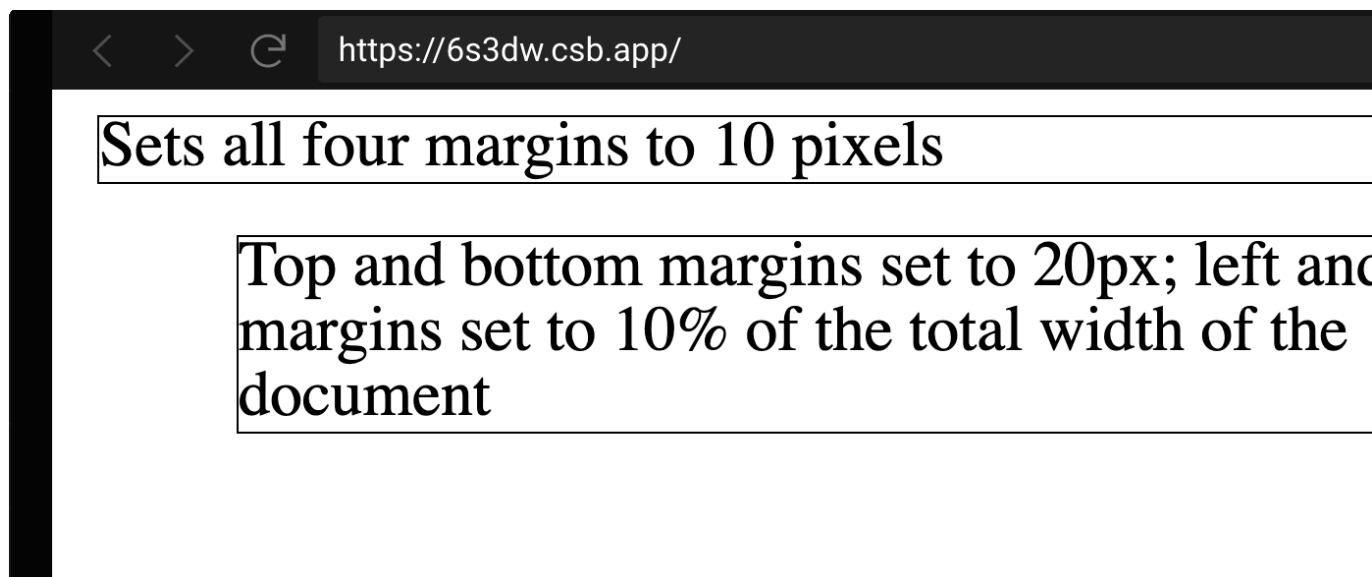 https://6s3dw.csb.app/
Sets all four margins to 10 pixels
Top and bottom margins set to 20px; left and
margins set to 10% of the total width of the
document